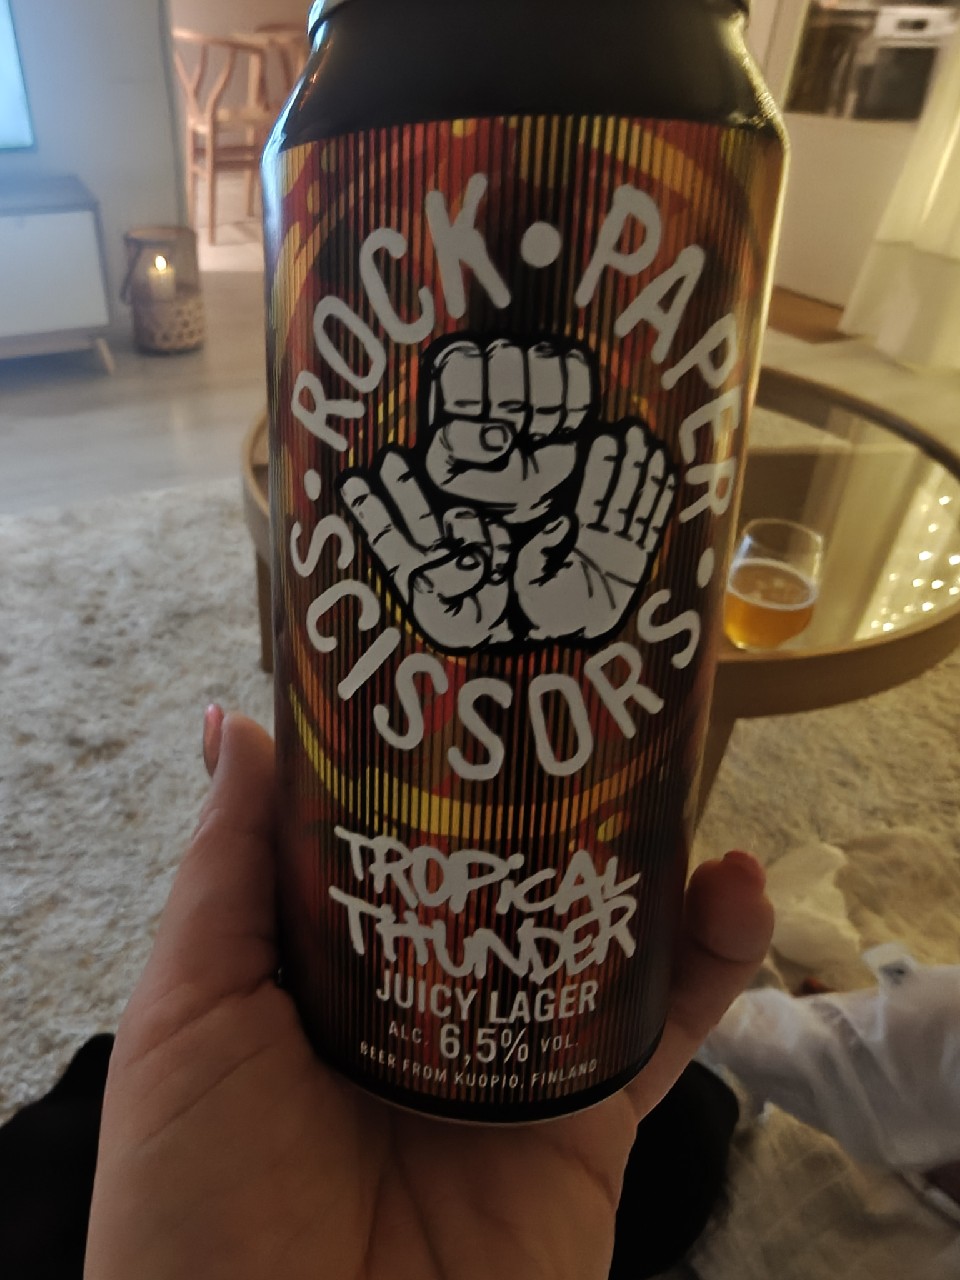 ROCK • PAPER • SCISSORS •
TROPiCAL
THUNDER
JUICY LAGER
ALC. 6,5% VOL.
BEER FROM KUOPIO, FINLAND